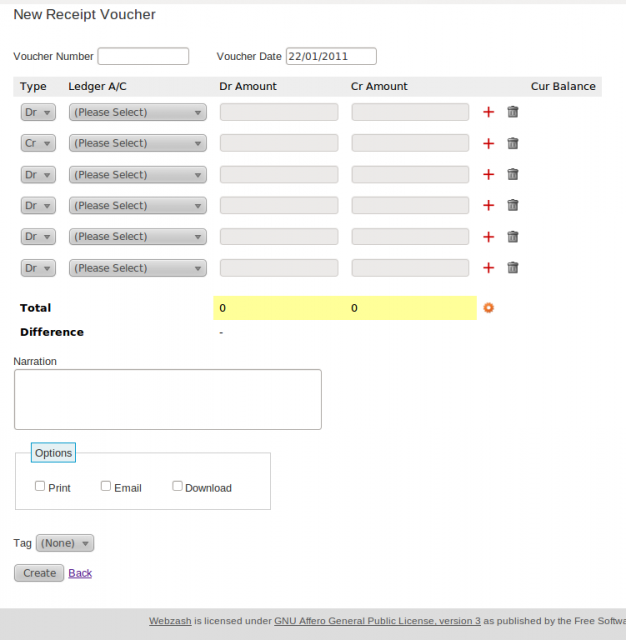 New Receipt Voucher
Voucher Number Voucher Date 22/01/2011
Type Ledger A/C Dr Amount Cr Amount Cur Balance
Dr (Please Select)
Cr (Please Select)
Dr (Please Select)
Dr (Please Select)
Dr (Please Select)
Dr (Please Select)
Total 0 0
Difference -
Narration
Options
Print Email Download
Tag (None)
Create Back
Webzash is licensed under GNU Affero General Public License, version 3 as published by the Free Softwa